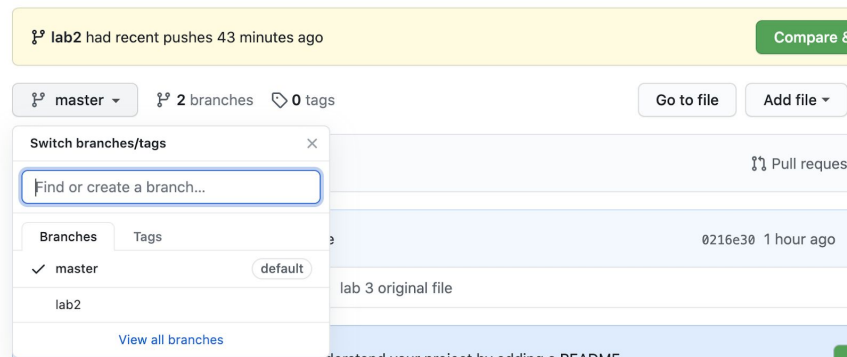 lab2 had recent pushes 43 minutes ago
Compare &
master 2 branches 0 tags Go to file Add file
Switch branches/tags
Pull reques
Find or create a branch...
Branches Tags
0216e30 1 hour ago
master default
lab 3 original file
lab2
View all branches
your project by adding a README